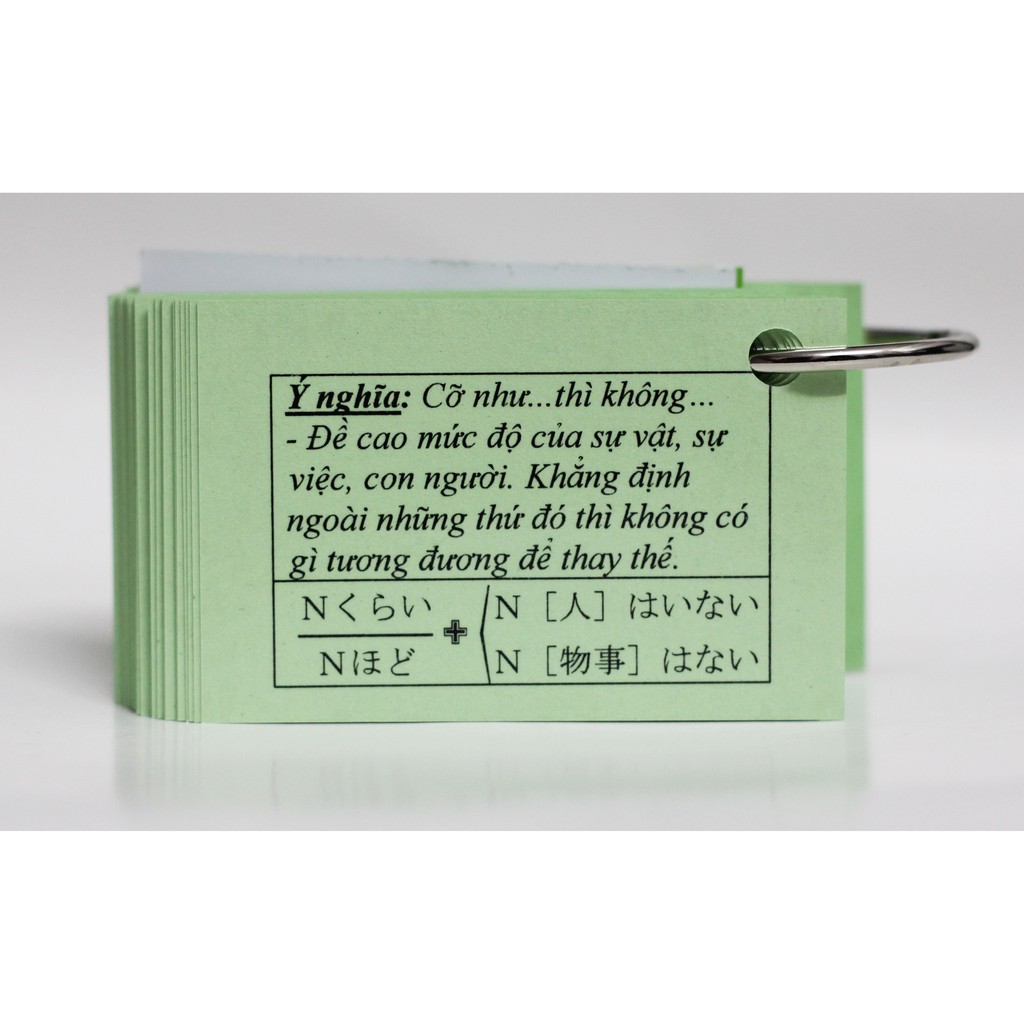 Ý nghĩa: Cỡ như...thì không...
- Đề cao mức độ của sự vật, sự
việc, con người. Khẳng định
ngoài những thứ đó thì không có
gì tương đương để thay thế.
Nくらい
Nほど
+
N［人］はいない
N［物事］はない